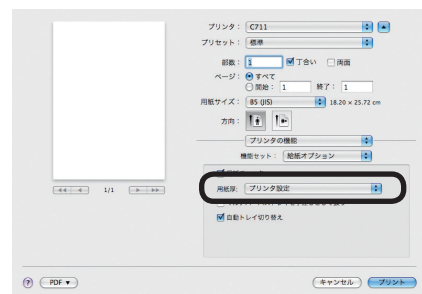 プリンタ： C711
プリセット： 標準
部数： 1 丁合い 両面
ページ： すべて
開始： 1 終了： 1
用紙サイズ： B5 (JIS) 18.20 × 25.72 cm
方向：
プリンタの機能
機能セット： 給紙オプション
用紙厚： プリンタ設定
1/1
自動トレイ切り替え
? PDF キャンセル プリント